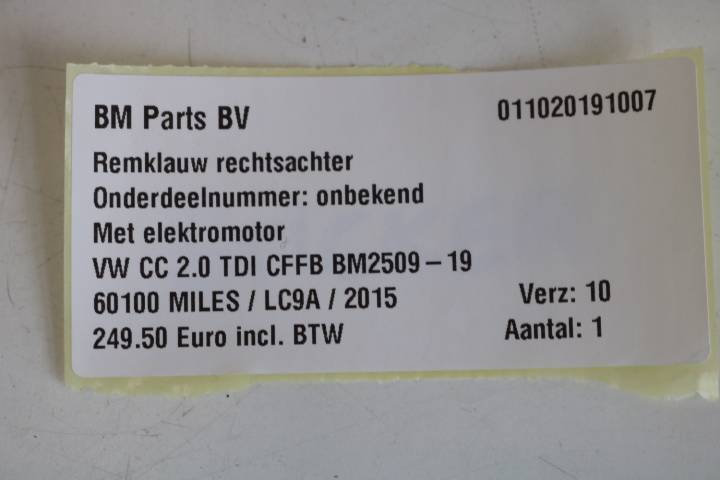 BM Parts BV 011020191007
Remklauw rechtsachter
Onderdeelnummer: onbekend
Met elektromotor
VW CC 2.0 TDI CFFB BM2509 – 19
60100 MILES / LC9A / 2015 Verz: 10
249.50 Euro incl. BTW Aantal: 1